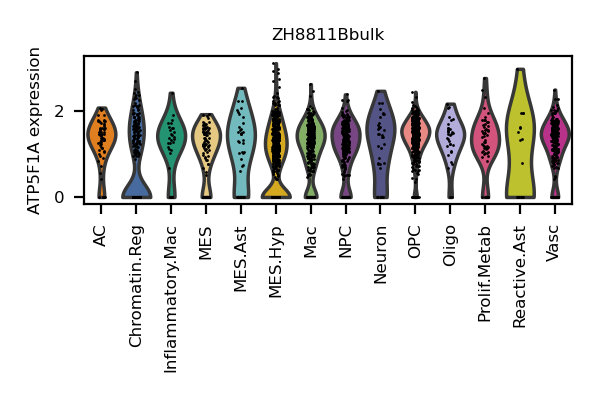 ZH8811Bbulk
ATP5F1A expression
2
0
AC
Chromatin.Reg
Inflammatory.Mac
MES
MES.Ast
MES.Hyp
Mac
NPC
Neuron
OPC
Oligo
Prolif.Metab
Reactive.Ast
Vasc